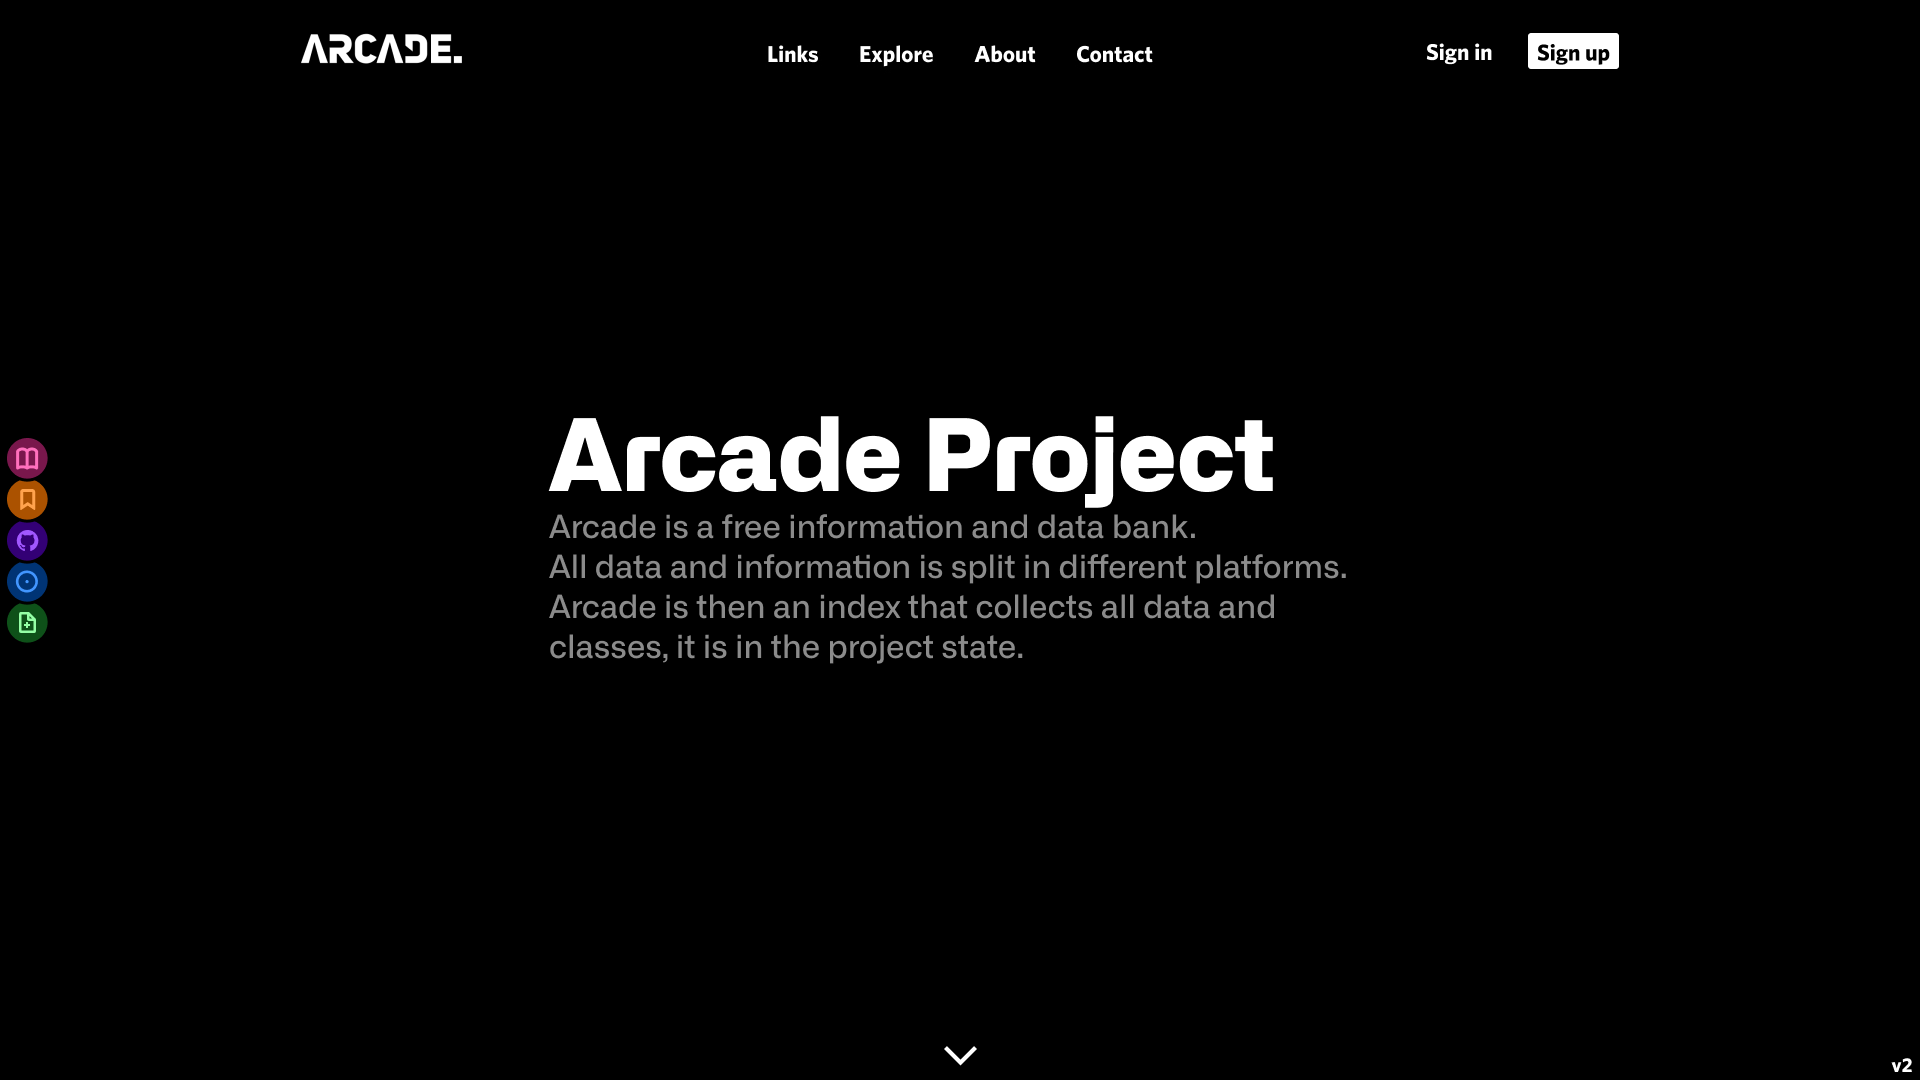 ARCADE.
Links
Explore
About
Contact
Sign in
Sign up
Arcade Project
Arcade is a free information and data bank.
All data and information is split in different platforms.
Arcade is then an index that collects all data and
classes, it is in the project state.
v2